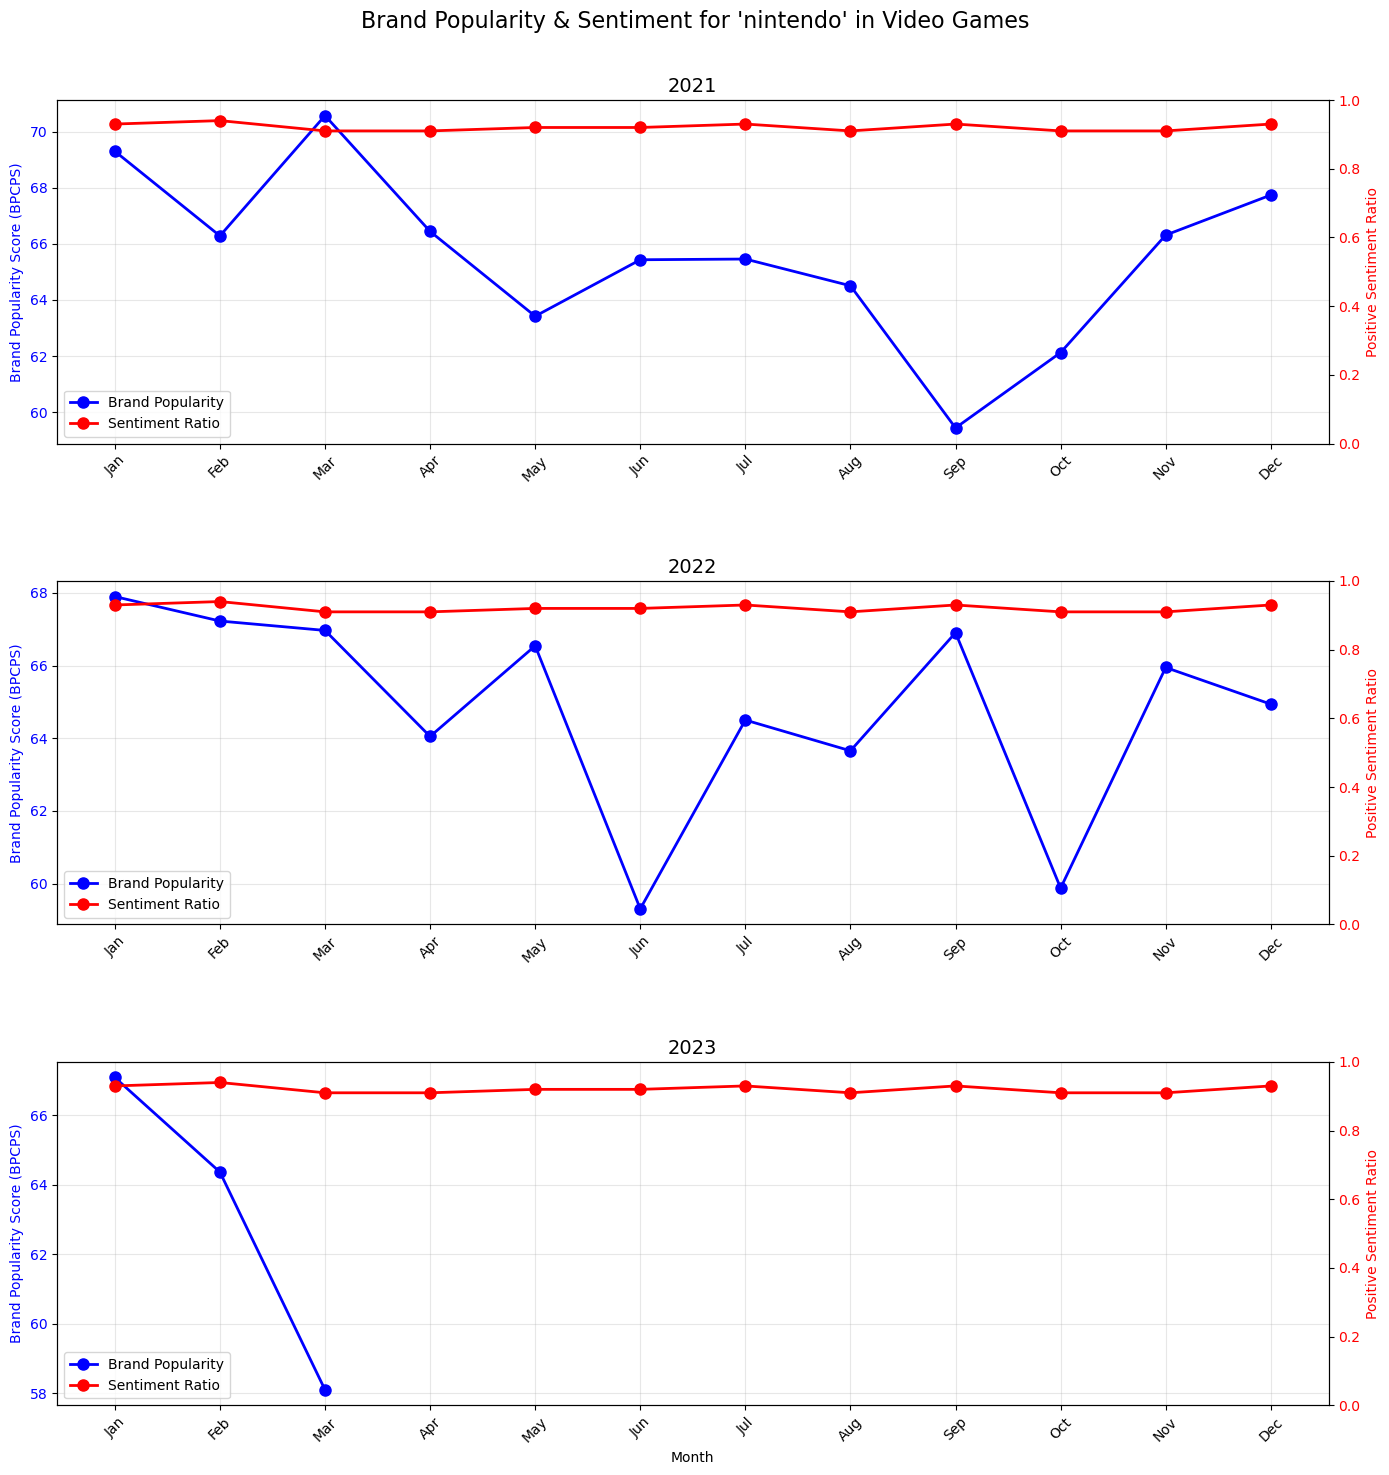 Brand Popularity & Sentiment for 'nintendo' in Video Games
2021
Brand Popularity Score (BPCPS)
70
68
66
64
62
60
Positive Sentiment Ratio
1.0
0.8
0.6
0.4
0.2
0.0
Brand Popularity
Sentiment Ratio
Jan Feb Mar Apr May Jun Jul Aug Sep Oct Nov Dec
2022
Brand Popularity Score (BPCPS)
68
66
64
62
60
Positive Sentiment Ratio
1.0
0.8
0.6
0.4
0.2
0.0
Brand Popularity
Sentiment Ratio
Jan Feb Mar Apr May Jun Jul Aug Sep Oct Nov Dec
2023
Brand Popularity Score (BPCPS)
66
64
62
60
58
Positive Sentiment Ratio
1.0
0.8
0.6
0.4
0.2
0.0
Brand Popularity
Sentiment Ratio
Jan Feb Mar Apr May Jun Jul Aug Sep Oct Nov Dec
Month